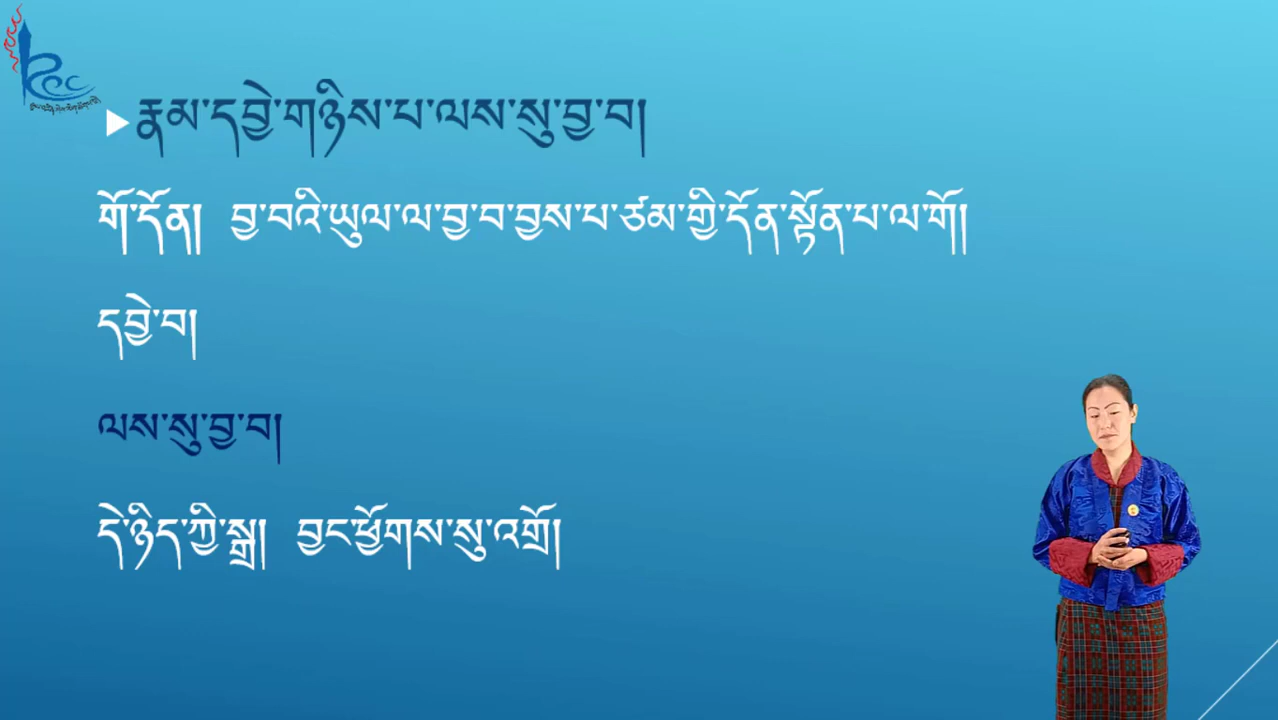 རྣམ་དབྱེ་གཉིས་པ་ལས་སུ་བྱ་བ།
གོ་དོན། བྱ་བའི་ཡུལ་ལ་བྱ་བ་བྱས་པ་ཙམ་གྱི་དོན་སྟོན་པ་ལ་གོ།
དབྱེ་བ།
ལས་སུ་བྱ་བ།
དེ་ཉིད་ཀྱི་སྒྲ། བྱང་ཕྱོགས་སུ་འགྲོ།